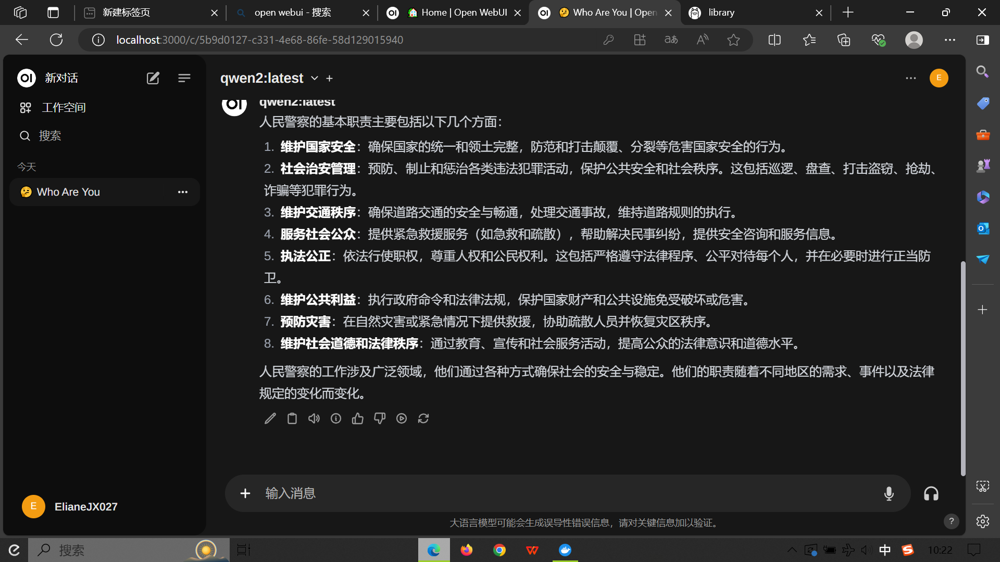 新建标签页
open webui - 搜索
Home | Open WebUI
Who Are You | Open
library
localhost:3000/c/5b9d0127-c331-4e68-86fe-58d129015940
OI 新对话
工作空间
搜索
今天
Who Are You
ElianeJX027
E
qwen2:latest
E
OI qwen2:latest
人民警察的基本职责主要包括以下几个方面：
1. 维护国家安全：确保国家的统一和领土完整，防范和打击颠覆、分裂等危害国家安全的行为。
2. 社会治安管理：预防、制止和惩治各类违法犯罪活动，保护公共安全和社会秩序。这包括巡逻、盘查、打击盗窃、抢劫、
诈骗等犯罪行为。
3. 维护交通秩序：确保道路交通的安全与畅通，处理交通事故，维持道路规则的执行。
4. 服务社会公众：提供紧急救援服务（如急救和疏散），帮助解决民事纠纷，提供安全咨询和服务信息。
5. 执法公正：依法行使职权，尊重人权和公民权利。这包括严格遵守法律程序、公平对待每个人，并在必要时进行正当防
卫。
6. 维护公共利益：执行政府命令和法律法规，保护国家财产和公共设施免受破坏或危害。
7. 预防灾害：在自然灾害或紧急情况下提供救援，协助疏散人员并恢复灾区秩序。
8. 维护社会道德和法律秩序：通过教育、宣传和社会服务活动，提高公众的法律意识和道德水平。
人民警察的工作涉及广泛领域，他们通过各种方式确保社会的安全与稳定。他们的职责随着不同地区的需求、事件以及法律
规定的变化而变化。
输入消息
大语言模型可能会生成误导性错误信息，请对关键信息加以验证。
?
搜索
中
10:22